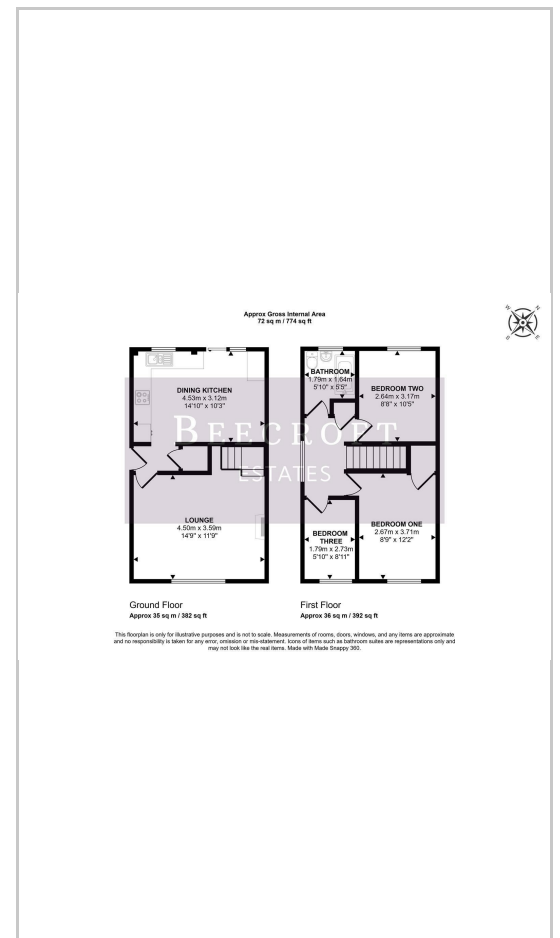 Approx Gross Internal Area
72 sq m / 774 sq ft
N
E
S
W
DINING KITCHEN
4.53m x 3.12m
14'10" x 10'3"
BATHROOM
1.79m x 1.64m
5'10" x 5'5"
BEDROOM TWO
2.64m x 3.17m
8'8" x 10'5"
BEECROFT
ESTATES
LOUNGE
4.50m x 3.59m
14'9" x 11'9"
BEDROOM
THREE
1.79m x 2.73m
5'10" x 8'11"
BEDROOM ONE
2.67m x 3.71m
8'9" x 12'2"
Ground Floor
Approx 35 sq m / 382 sq ft
First Floor
Approx 36 sq m / 392 sq ft
This floorplan is only for illustrative purposes and is not to scale. Measurements of rooms, doors, windows, and any items are approximate
and no responsibility is taken for any error, omission or mis-statement. Icons of items such as bathroom suites are representations only and
may not look like the real items. Made with Made Snappy 360.